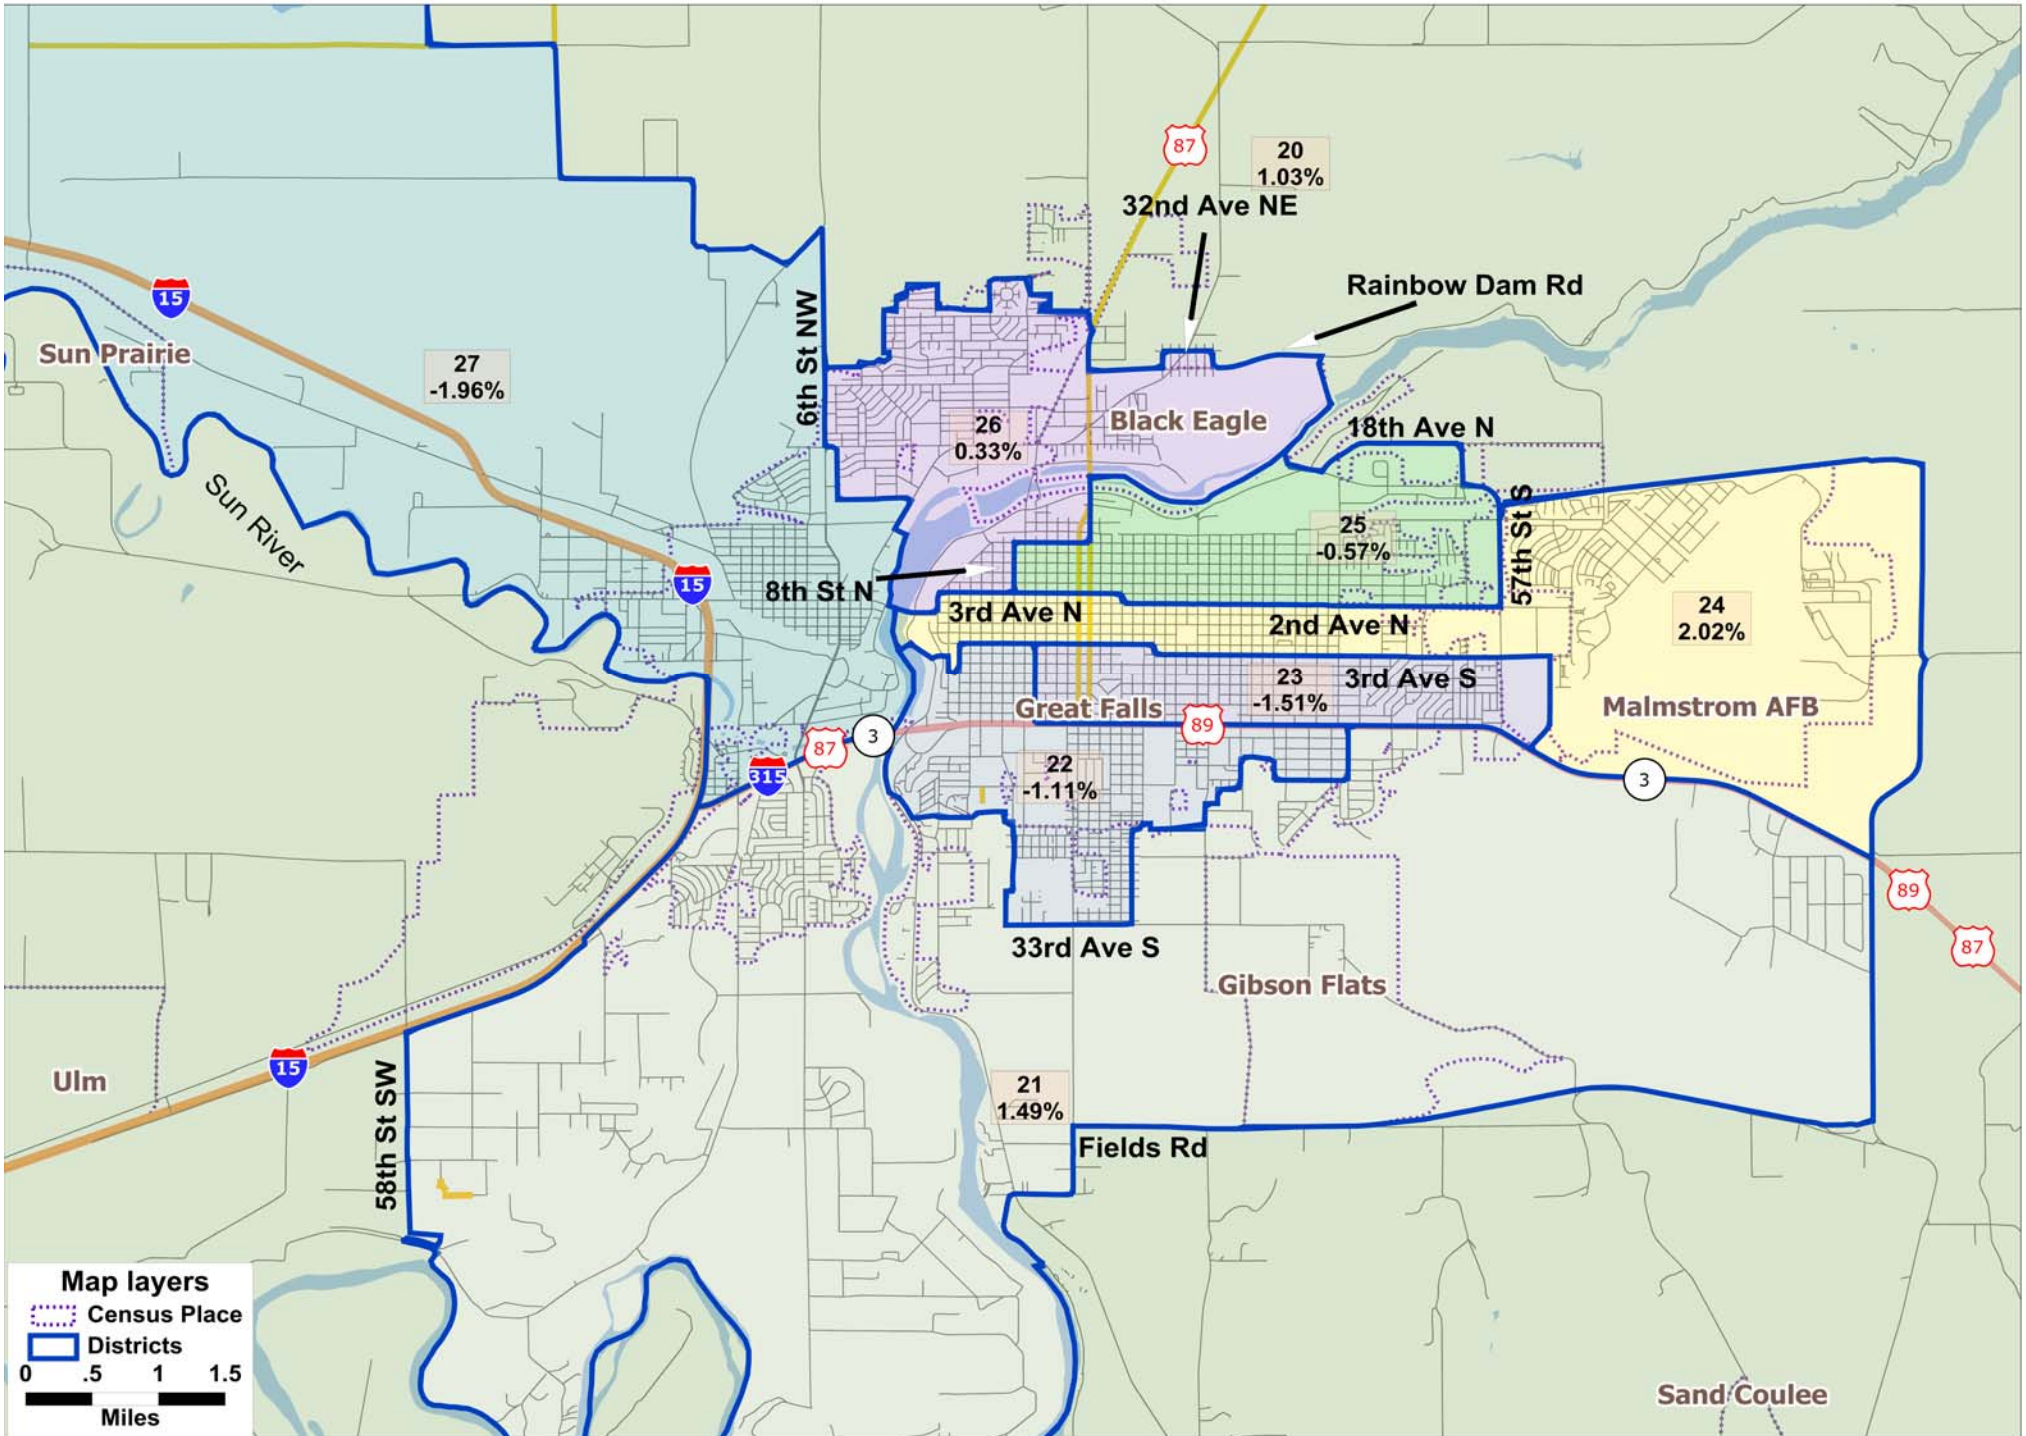 87
20
1.03%
32nd Ave NE
Rainbow Dam Rd
15
6th St NW
Sun Prairie
27
-1.96%
Black Eagle
26
0.33%
18th Ave N
Sun River
57th St S
25
-0.57%
15
8th St N
3rd Ave N
2nd Ave N
24
2.02%
23
-1.51%
3rd Ave S
Great Falls
Malmstrom AFB
89
3
87
315
22
-1.11%
3
89
87
33rd Ave S
Gibson Flats
15
Ulm
58th St SW
21
1.49%
Fields Rd
Map layers
Census Place
Districts
0 .5 1 1.5
Miles
Sand Coulee